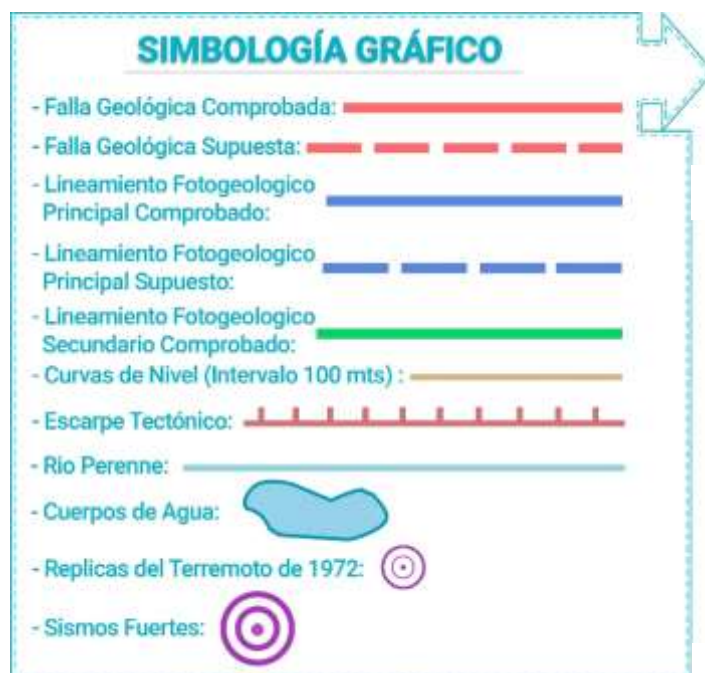 SIMBOLOGÍA GRÁFICO
- Falla Geológica Comprobada:
- Falla Geológica Supuesta:
- Lineamiento Fotogeologico
Principal Comprobado:
- Lineamiento Fotogeologico
Principal Supuesto:
- Lineamiento Fotogeologico
Secundario Comprobado:
- Curvas de Nivel (Intervalo 100 mts) :
- Escarpe Tectónico:
- Rio Perenne:
- Cuerpos de Agua:
- Replicas del Terremoto de 1972:
- Sismos Fuertes: